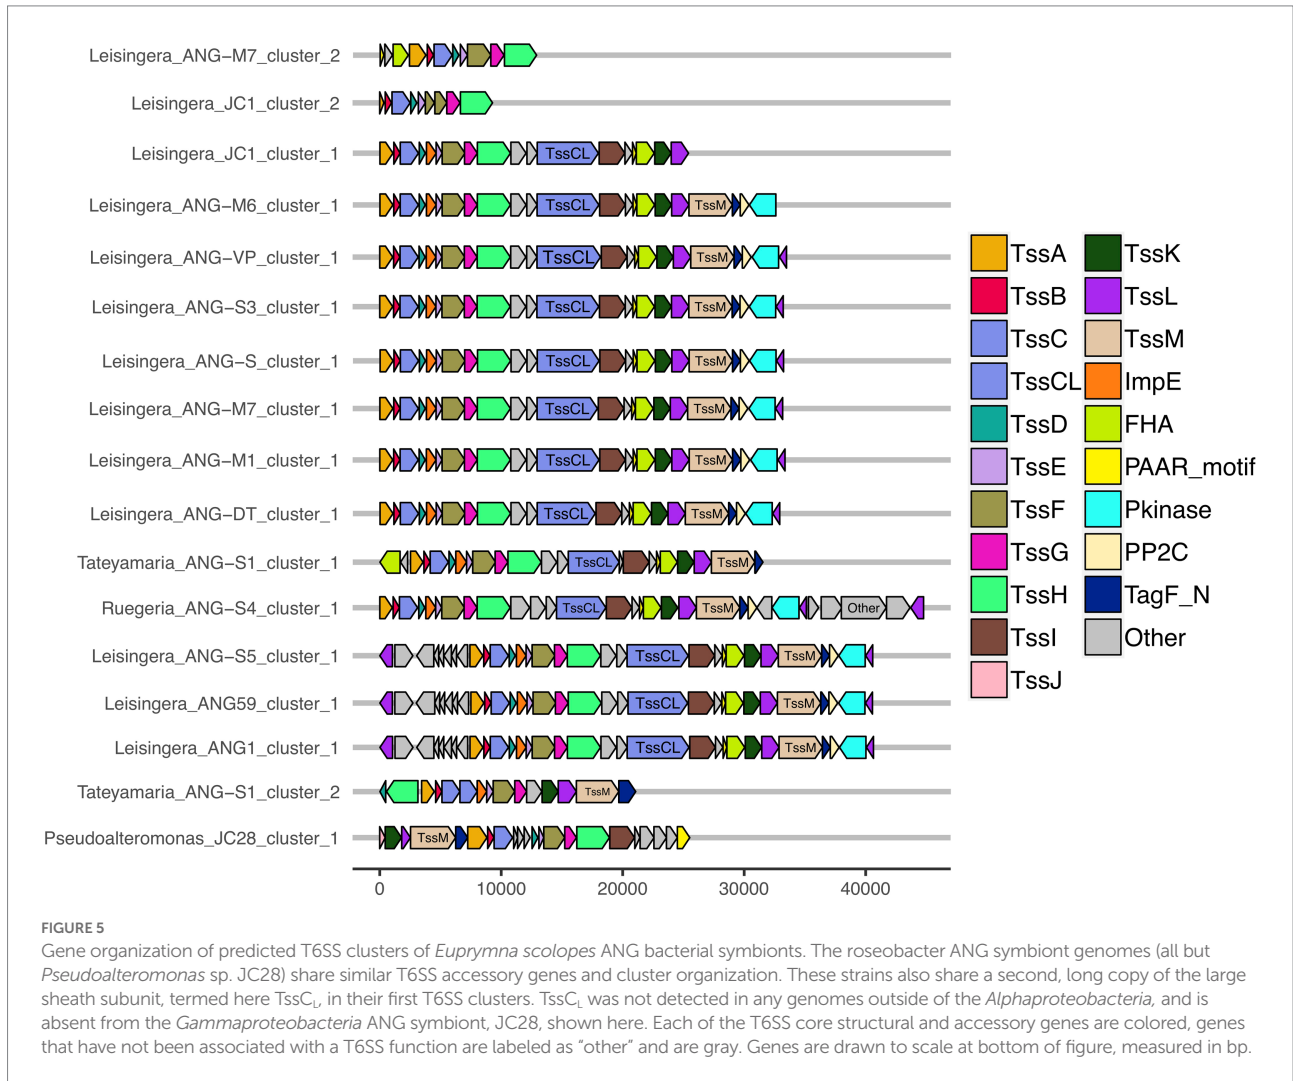 Leisingera_ANG−M7_cluster_2
Leisingera_JC1_cluster_2
Leisingera_JC1_cluster_1
TssCL
Leisingera_ANG−M6_cluster_1
TssCL TssM
Leisingera_ANG−VP_cluster_1
TssCL TssM
Leisingera_ANG−S3_cluster_1
TssCL TssM
Leisingera_ANG−S_cluster_1
TssCL TssM
Leisingera_ANG−M7_cluster_1
TssCL TssM
Leisingera_ANG−M1_cluster_1
TssCL TssM
Leisingera_ANG−DT_cluster_1
TssCL TssM
Tateyamaria_ANG−S1_cluster_1
TssCL TssM
Ruegeria_ANG−S4_cluster_1
TssCL TssM Other
Leisingera_ANG−S5_cluster_1
TssCL TssM
Leisingera_ANG59_cluster_1
TssCL TssM
Leisingera_ANG1_cluster_1
TssCL TssM
Tateyamaria_ANG−S1_cluster_2
TssM
Pseudoalteromonas_JC28_cluster_1
TssM
0 10000 20000 30000 40000
TssA
TssB
TssC
TssCL
TssD
TssE
TssF
TssG
TssH
TssI
TssJ
TssK
TssL
TssM
ImpE
FHA
PAAR_motif
Pkinase
PP2C
TagF_N
Other
FIGURE 5
Gene organization of predicted T6SS clusters of Euprymna scolopes ANG bacterial symbionts. The roseobacter ANG symbiont genomes (all but
Pseudoalteromonas sp. JC28) share similar T6SS accessory genes and cluster organization. These strains also share a second, long copy of the large
sheath subunit, termed here TssCL, in their first T6SS clusters. TssCL was not detected in any genomes outside of the Alphaproteobacteria, and is
absent from the Gammaproteobacteria ANG symbiont, JC28, shown here. Each of the T6SS core structural and accessory genes are colored, genes
that have not been associated with a T6SS function are labeled as “other” and are gray. Genes are drawn to scale at bottom of figure, measured in bp.